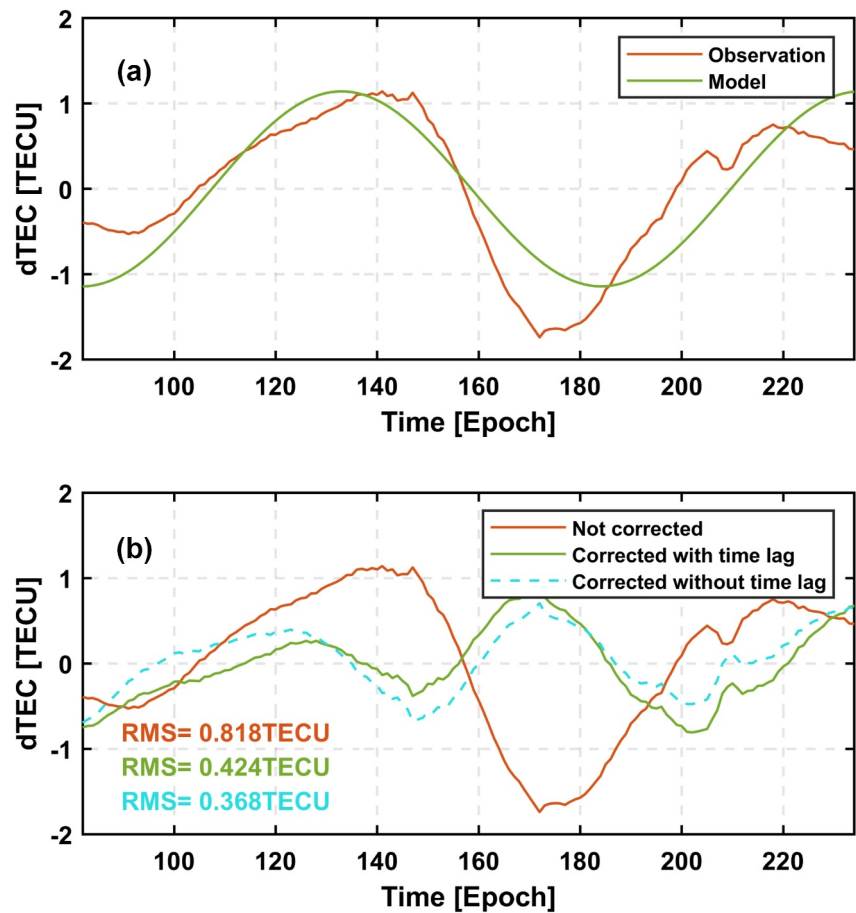 (a)
Observation
Model
2
1
0
-1
-2
dTEC [TECU]
100 120 140 160 180 200 220
Time [Epoch]
(b)
Not corrected
Corrected with time lag
Corrected without time lag
2
1
0
-1
-2
dTEC [TECU]
RMS= 0.818TECU
RMS= 0.424TECU
RMS= 0.368TECU
100 120 140 160 180 200 220
Time [Epoch]